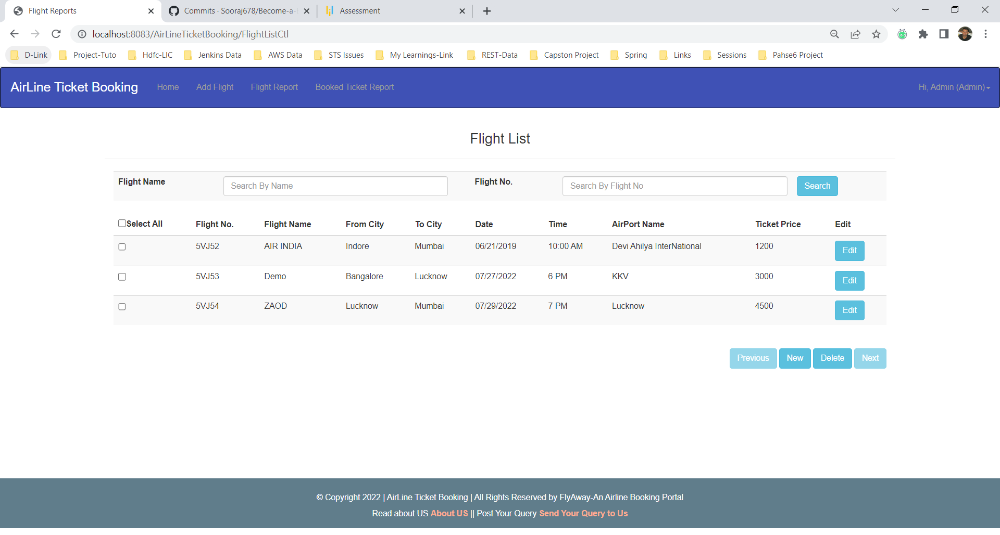 Flight Reports
Commits · Sooraj678/Become-a-
Assessment
localhost:8083/AirLineTicketBooking/FlightListCtl
D-Link Project-Tuto Hdfc-LIC Jenkins Data AWS Data STS Issues My Learnings-Link REST-Data Capston Project Spring Links Sessions Pahse6 Project
AirLine Ticket Booking Home Add Flight Flight Report Booked Ticket Report Hi, Admin (Admin)
Flight List
Flight Name Search By Name Flight No. Search By Flight No Search
Select All Flight No. Flight Name From City To City Date Time AirPort Name Ticket Price Edit
5VJ52 AIR INDIA Indore Mumbai 06/21/2019 10:00 AM Devi Ahilya InterNational 1200 Edit
5VJ53 Demo Bangalore Lucknow 07/27/2022 6 PM KKV 3000 Edit
5VJ54 ZAOD Lucknow Mumbai 07/29/2022 7 PM Lucknow 4500 Edit
Previous New Delete Next
© Copyright 2022 | AirLine Ticket Booking | All Rights Reserved by FlyAway-An Airline Booking Portal
Read about US About US || Post Your Query Send Your Query to Us